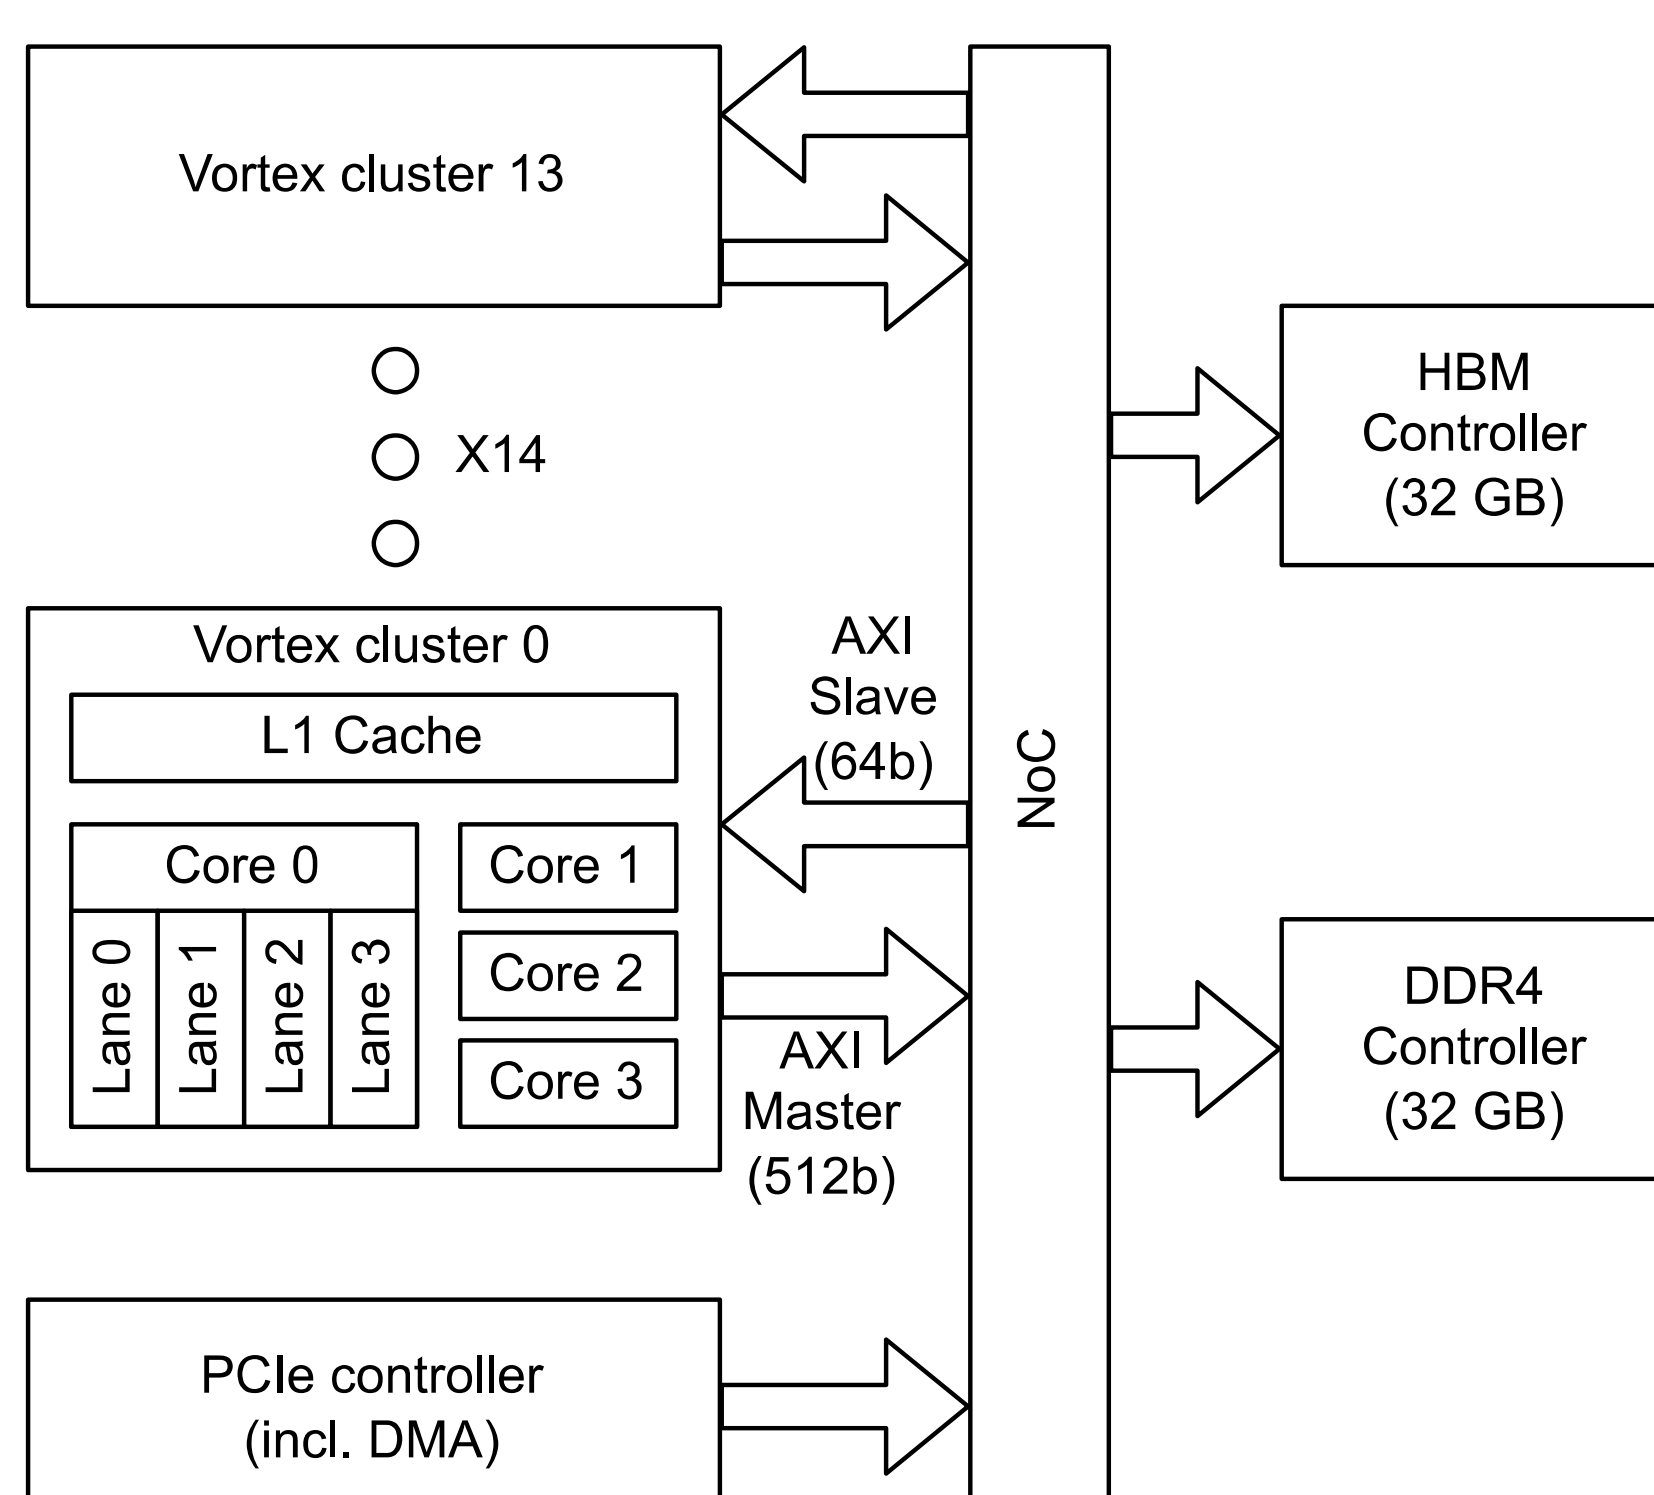 Vortex cluster 13
X14
Vortex cluster 0
L1 Cache
Core 0
Lane 0
Lane 1
Lane 2
Lane 3
Core 1
Core 2
Core 3
AXI
Slave
(64b)
AXI
Master
(512b)
PCIe controller
(incl. DMA)
NoC
HBM
Controller
(32 GB)
DDR4
Controller
(32 GB)